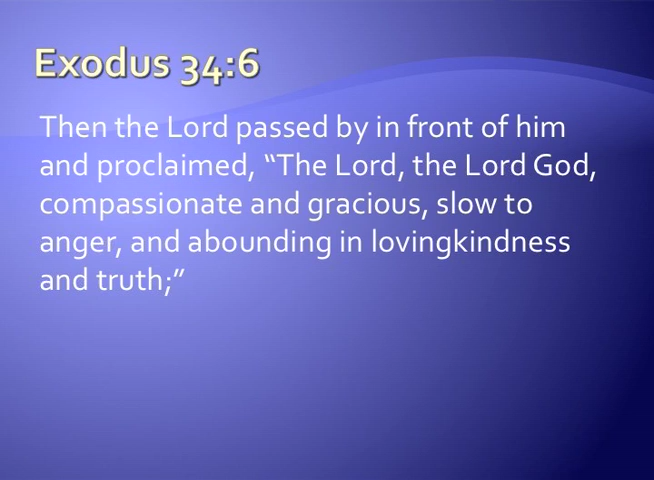 Exodus 34:6
Then the Lord passed by in front of him
and proclaimed, “The Lord, the Lord God,
compassionate and gracious, slow to
anger, and abounding in lovingkindness
and truth;”